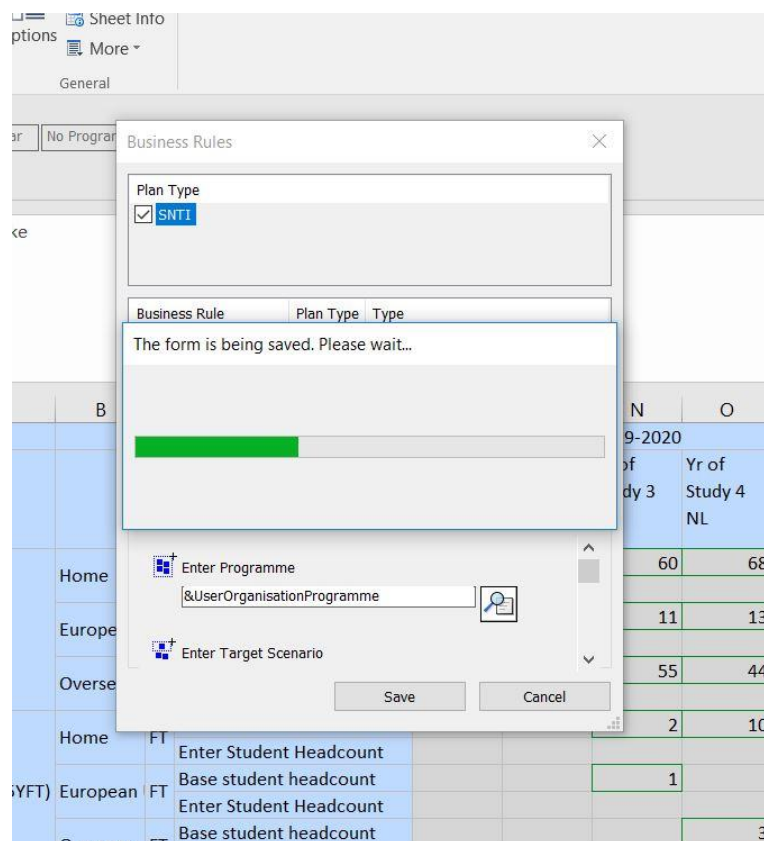 Sheet Info
ptions
More
General
ar
No Prograr
Business Rules
Plan Type
SNTI
ke
Business Rule Plan Type Type
The form is being saved. Please wait...
B N O
9-2020
of Yr of
dy 3 Study 4
NL
Enter Programme
Home 60 68
&UserOrganisationProgramme
Europe 11 13
Enter Target Scenario
Overse 55 44
Save Cancel
Home FT 2 10
Enter Student Headcount
Base student headcount
YFT) European FT 1
Enter Student Headcount
Base student headcount 3